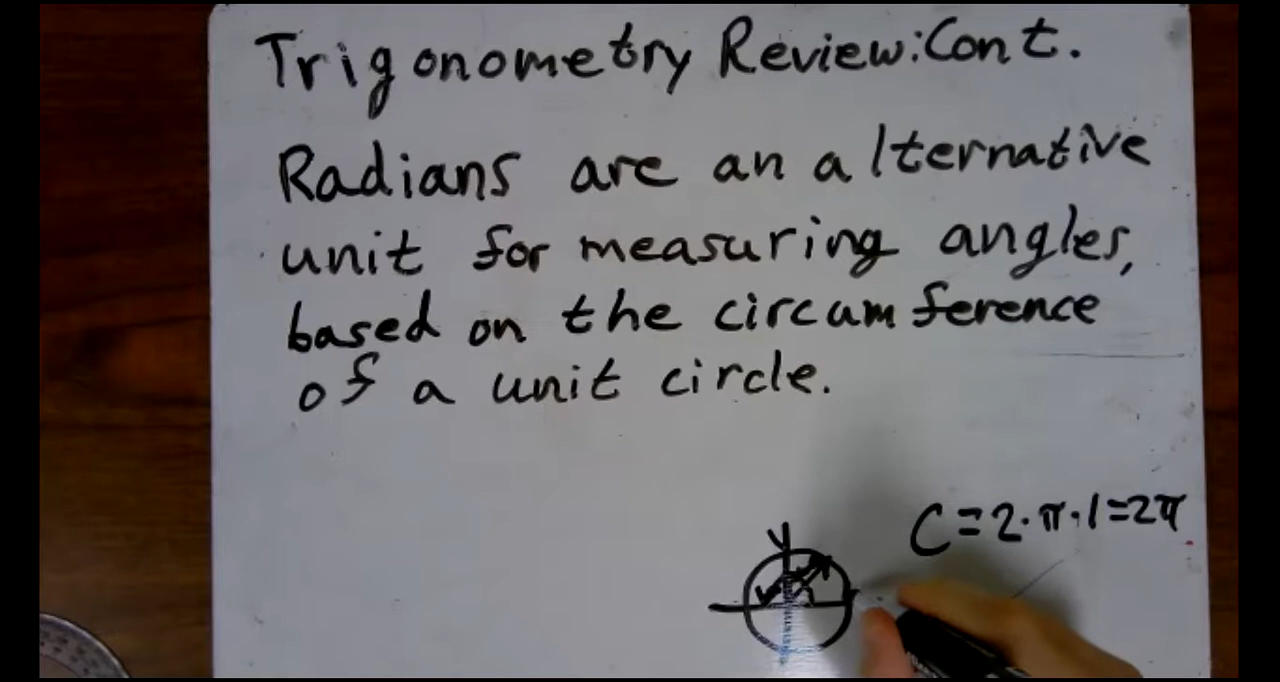 Trigonometry Review: Cont.
Radians are an alternative
unit for measuring angles,
based on the circumference
of a unit circle.
C = 2 · π · 1 = 2π
y